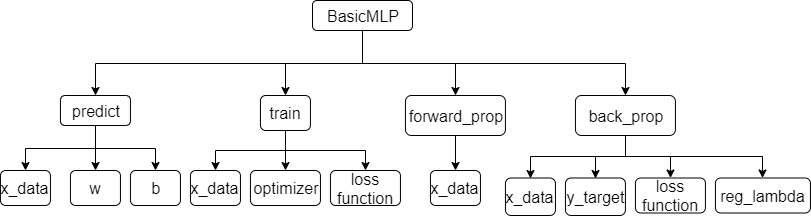 BasicMLP
predict
train
forward_prop
back_prop
x_data
w
b
x_data
optimizer
loss
function
x_data
x_data
y_target
loss
function
reg_lambda